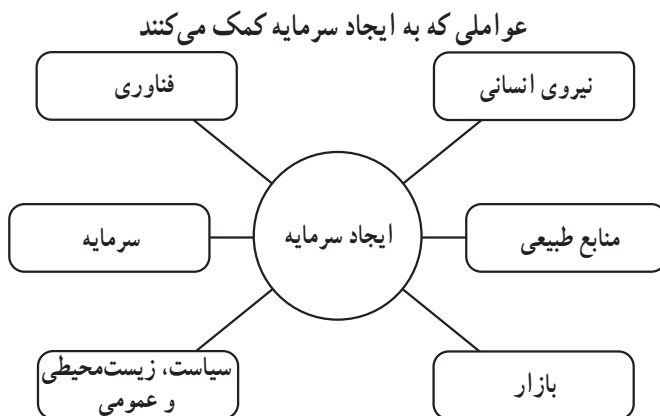 عواملی که به ایجاد سرمایه کمک می‌کنند
نیروی انسانی
فناوری
منابع طبیعی
ایجاد سرمایه
سرمایه
بازار
سیاست، زیست‌محیطی
و عمومی